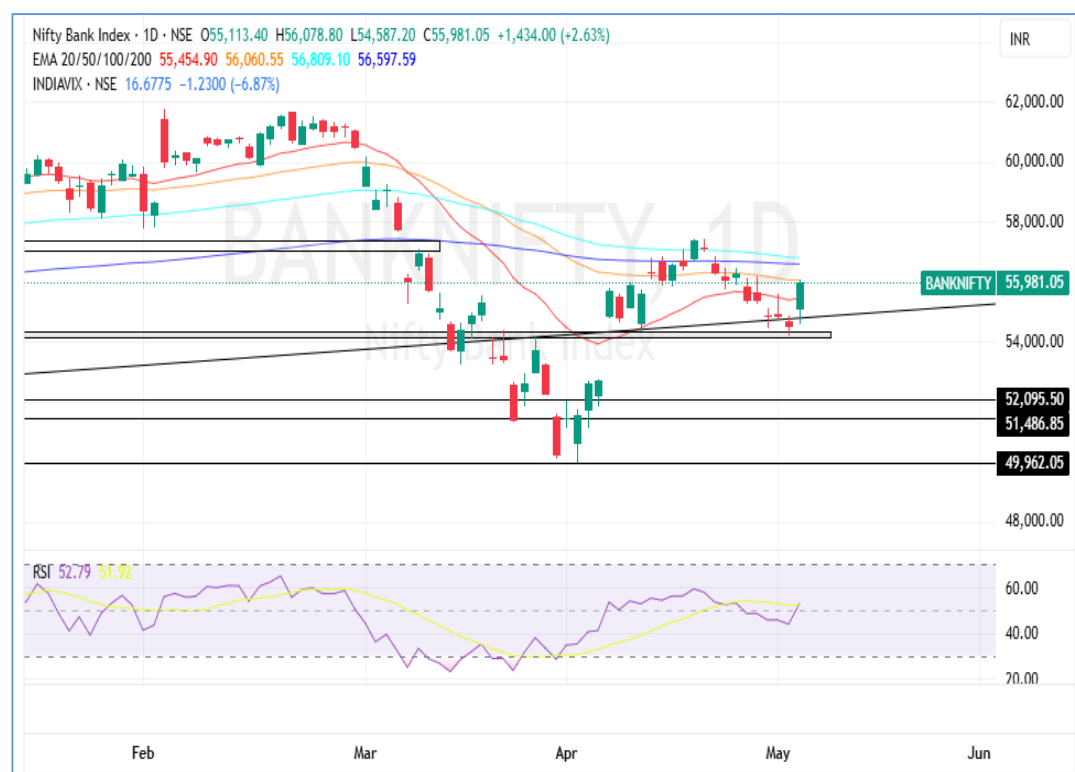 Nifty Bank Index · 1D · NSE O55,113.40 H56,078.80 L54,587.20 C55,981.05 +1,434.00 (+2.63%)
INR
EMA 20/50/100/200 55,454.90 56,060.55 56,809.10 56,597.59
INDIAVIX · NSE 16.6775 −1.2300 (−6.87%)
62,000.00
60,000.00
58,000.00
BANKNIFTY, 1D
BANKNIFTY 55,981.05
Nifty Bank Index
54,000.00
52,095.50
51,486.85
49,962.05
48,000.00
RSI 52.79 51.92
60.00
40.00
20.00
Feb Mar Apr May Jun